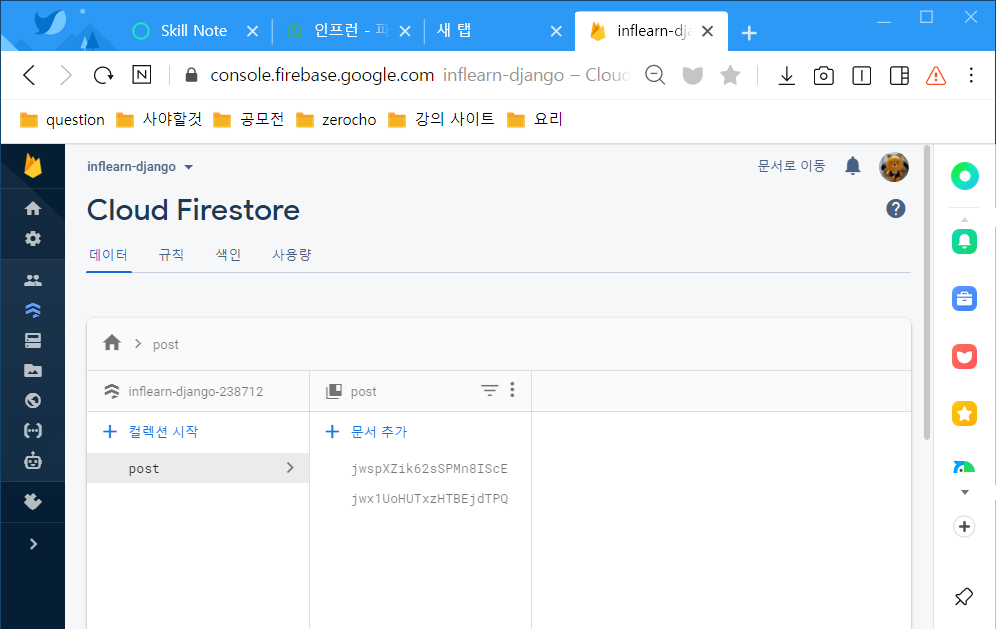 Skill Note
인프런 - ㅍ
새 탭
inflearn-dj
N
console.firebase.google.com inflearn-django – Cloud
question
사야할것
공모전
zerocho
강의 사이트
요리
inflearn-django
문서로 이동
Cloud Firestore
데이터
규칙
색인
사용량
post
inflearn-django-238712
post
컬렉션 시작
문서 추가
post
jwspXZik62sSPMn8IScE
jwx1UoHUTxzHTBEjdTPQ